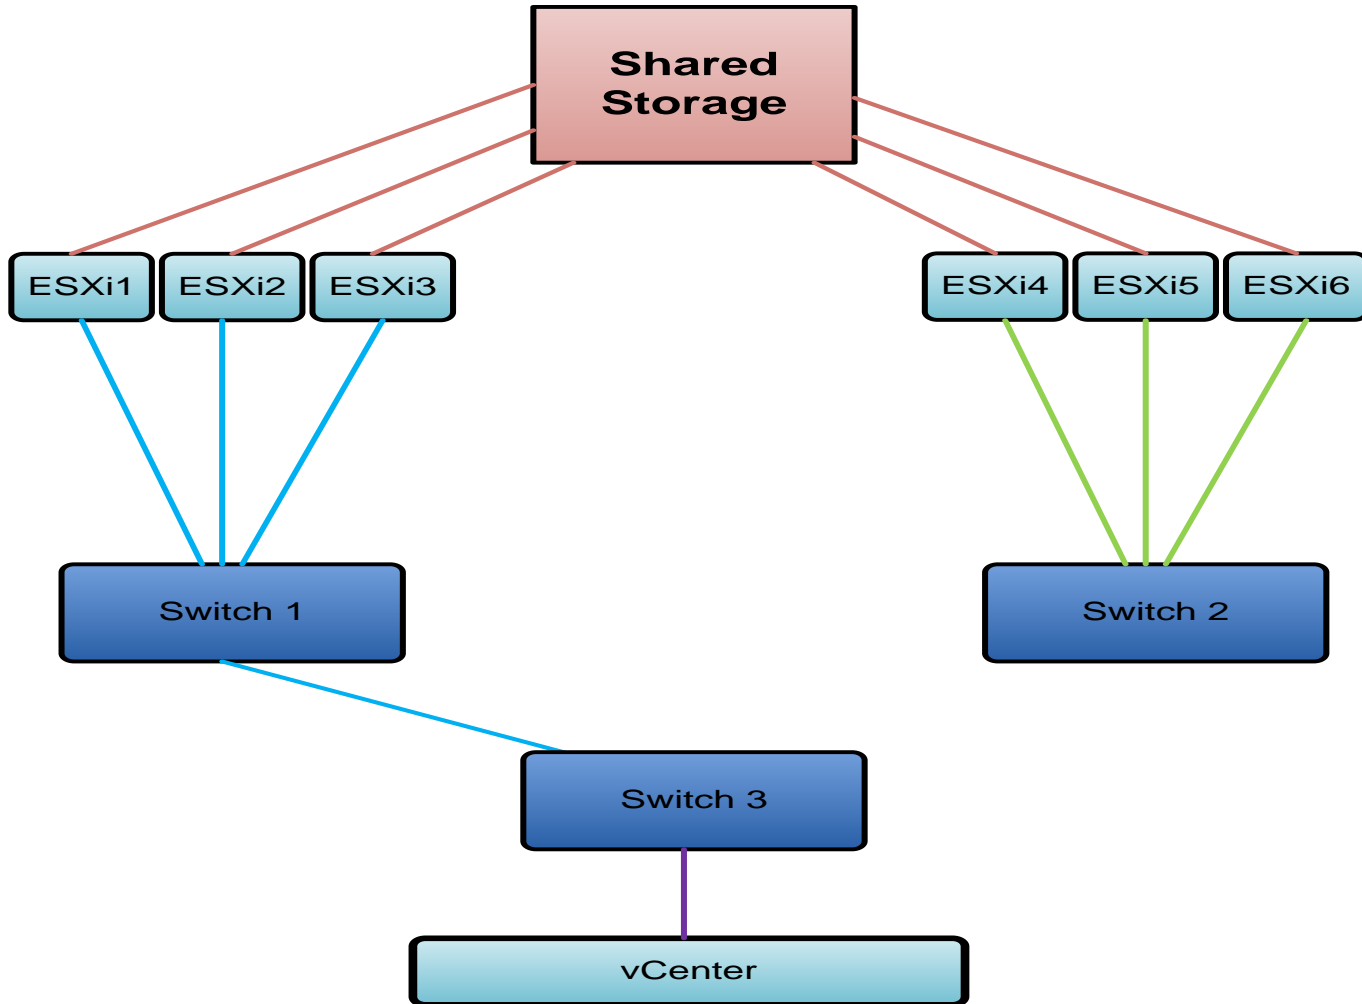 Shared
Storage
ESXi1
ESXi2
ESXi3
ESXi4
ESXi5
ESXi6
Switch 1
Switch 2
Switch 3
vCenter